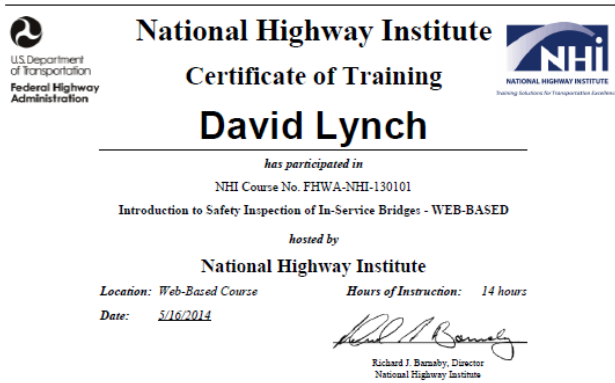 National Highway Institute
U.S. Department
of Transportation
Federal Highway
Administration
NHi
NATIONAL HIGHWAY INSTITUTE
Training Solutions for Transportation Excellence
Certificate of Training
David Lynch
has participated in
NHI Course No. FHWA-NHI-130101
Introduction to Safety Inspection of In-Service Bridges - WEB-BASED
hosted by
National Highway Institute
Location: Web-Based Course Hours of Instruction: 14 hours
Date: 5/16/2014
Richard J. Barnaby, Director
National Highway Institute